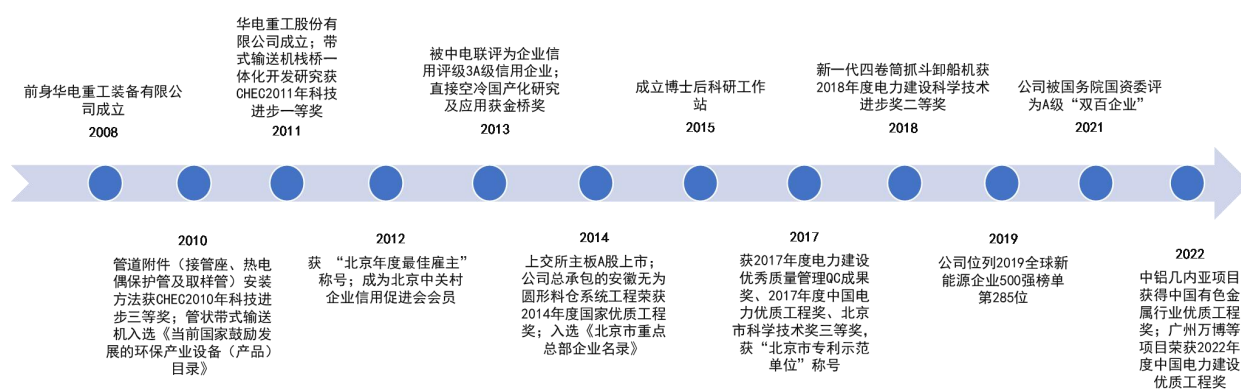 前身华电重工装备有限公
司成立
2008
管道附件（接管座、热电
偶保护管及取样管）安装
方法获CHEC2010年科技进
步三等奖；管状带式输送
机入选《当前国家鼓励发
展的环保产业设备（产品）
目录》
2010
华电重工股份有
限公司成立；带
式输送机栈桥一
体化开发研究获
CHEC2011年科技
进步一等奖
2011
2012
获 “北京年度最佳雇主”
称号；成为北京中关村
企业信用促进会会员
被中电联评为企业信
用评级3A级信用企业；
直接空冷国产化研究
及应用获金桥奖
2013
2014
上交所主板A股上市；
公司总承包的安徽无为
圆形料仓系统工程荣获
2014年度国家优质工程
奖；入选《北京市重点
总部企业名录》
成立博士后科研工作
站
2015
2017
获2017年度电力建设
优秀质量管理QC成果
奖、2017年度中国电
力优质工程奖、北京
市科学技术奖三等奖，
获“北京市专利示范
单位”称号
新一代四卷筒抓斗卸船机获
2018年度电力建设科学技术
进步奖二等奖
2018
2019
公司位列2019全球新
能源企业500强榜单
第285位
公司被国务院国资委评
为A级“双百企业”
2021
2022
中铝几内亚项目
获得中国有色金
属行业优质工程
奖；广州万博等
项目荣获2022年
度中国电力建设
优质工程奖